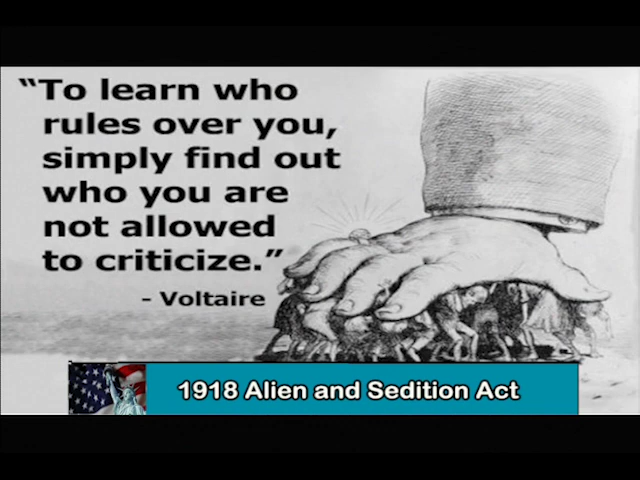 “To learn who
rules over you,
simply find out
who you are
not allowed
to criticize.”
- Voltaire
1918 Alien and Sedition Act